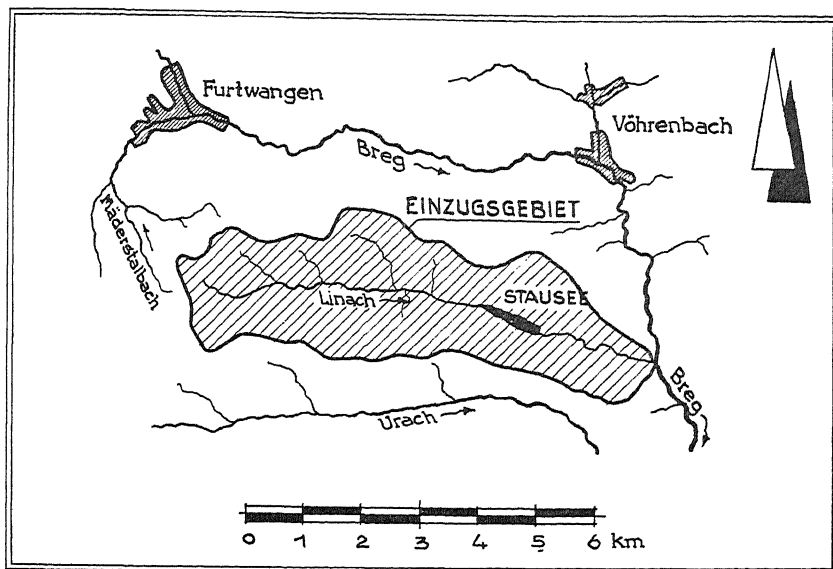 Furtwangen
Vöhrenbach
Breg
Mäderstalbach
EINZUGSGEBIET
Linach
STAUSEE
Breg
Urach
0 1 2 3 4 5 6 km